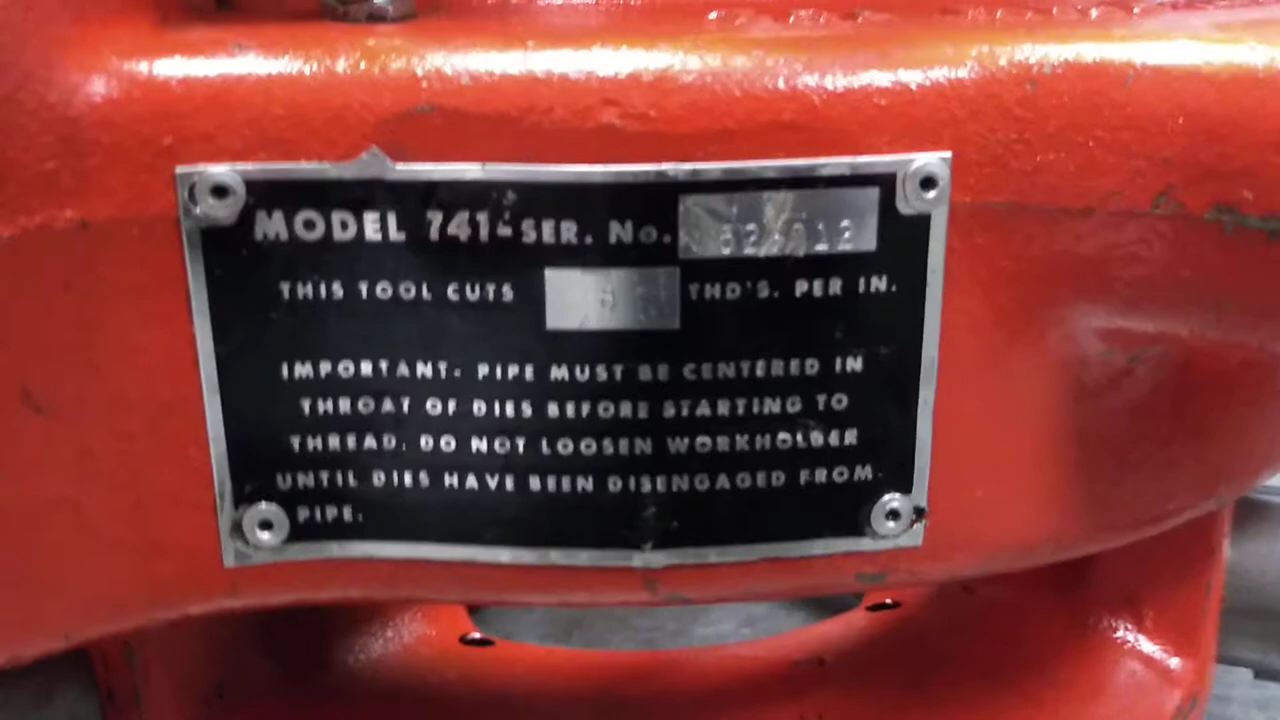 MODEL 741- SER. No.
THIS TOOL CUTS 8 THD'S. PER IN.
IMPORTANT- PIPE MUST BE CENTERED IN
THROAT OF DIES BEFORE STARTING TO
THREAD. DO NOT LOOSEN WORKHOLDER
UNTIL DIES HAVE BEEN DISENGAGED FROM
PIPE.